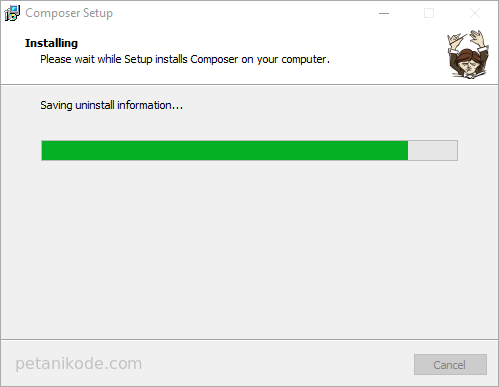 Composer Setup
Installing
Please wait while Setup installs Composer on your computer.
Saving uninstall information...
petanikode.com
Cancel